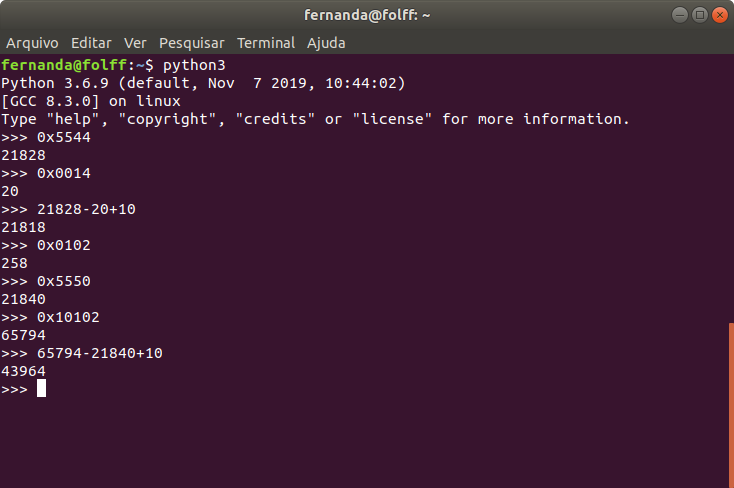 fernanda@folff: ~
Arquivo Editar Ver Pesquisar Terminal Ajuda
fernanda@folff:~$ python3
Python 3.6.9 (default, Nov  7 2019, 10:44:02)
[GCC 8.3.0] on linux
Type "help", "copyright", "credits" or "license" for more information.
>>> 0x5544
21828
>>> 0x0014
20
>>> 21828-20+10
21818
>>> 0x0102
258
>>> 0x5550
21840
>>> 0x10102
65794
>>> 65794-21840+10
43964
>>>